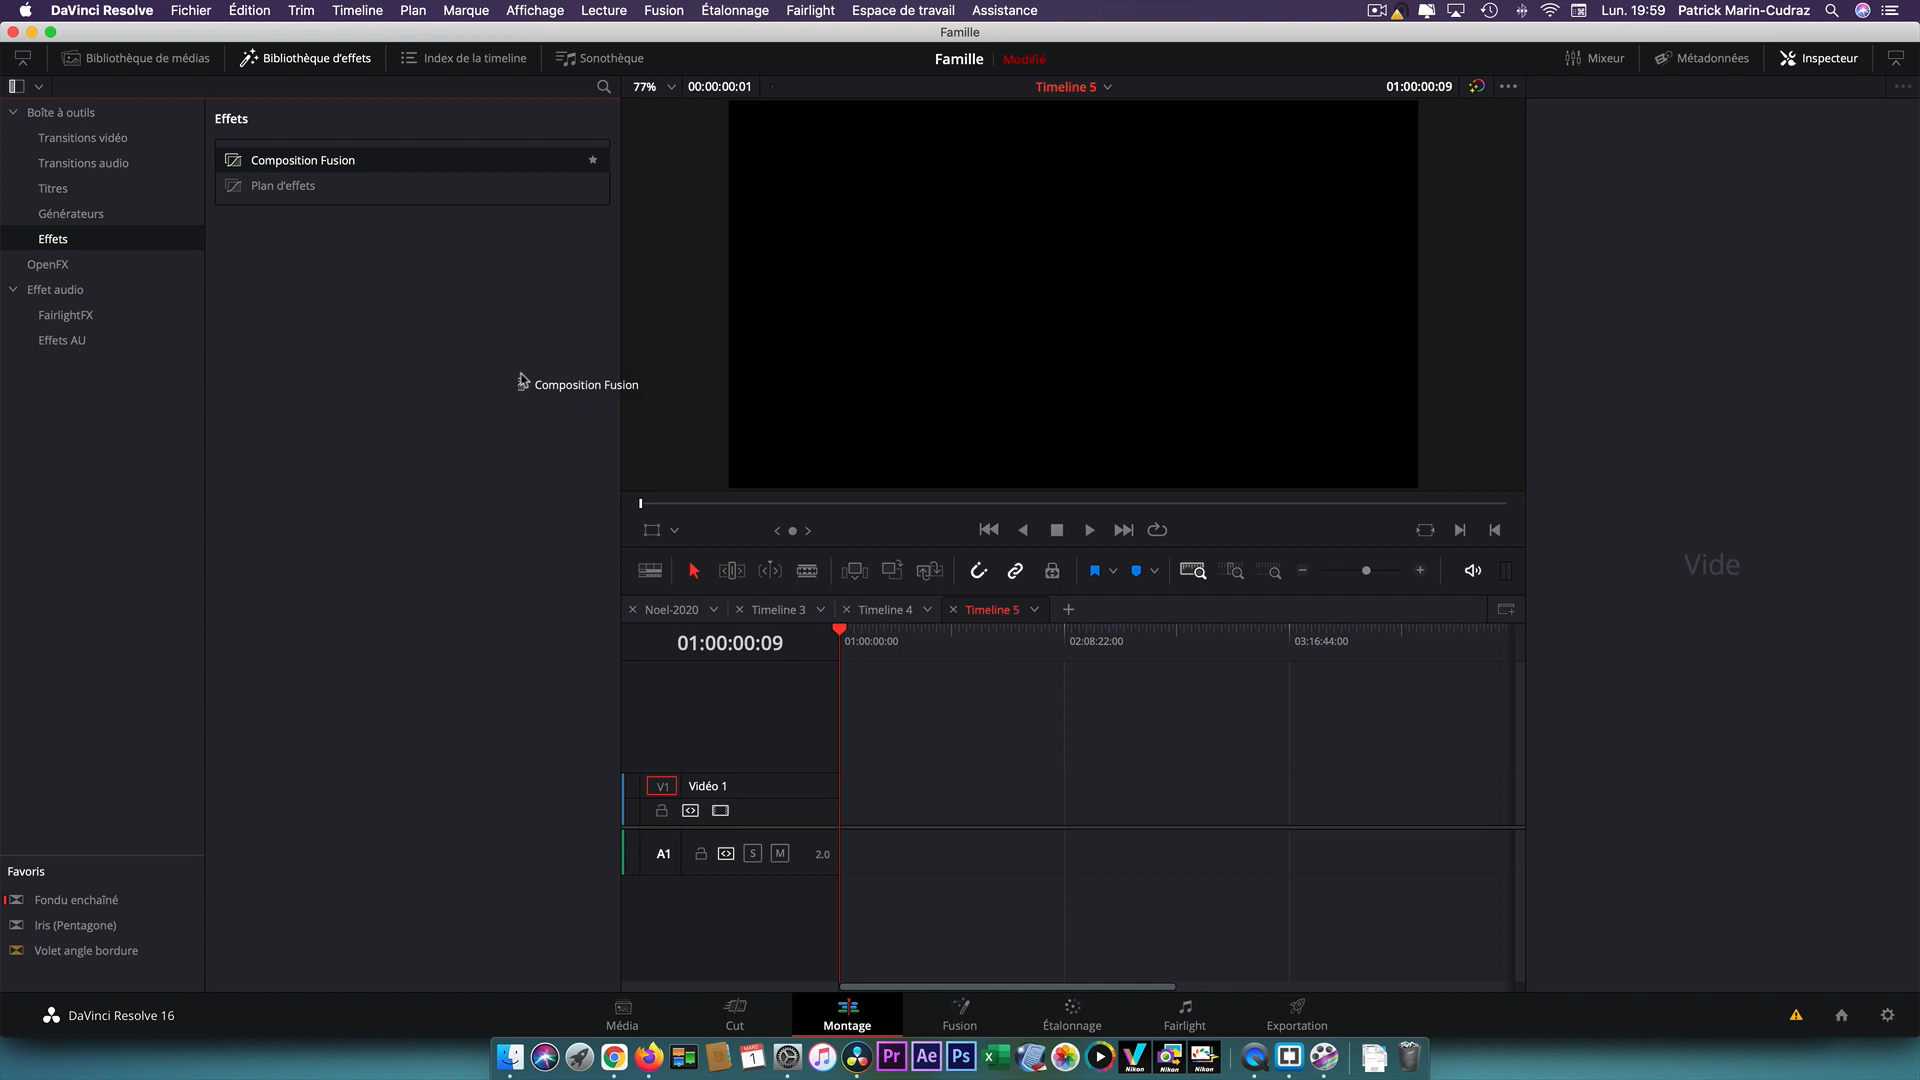 DaVinci Resolve Fichier Édition Trim Timeline Plan Marque Affichage Lecture Fusion Étalonnage Fairlight Espace de travail Assistance Lun. 19:59 Patrick Marin-Cudraz
Famille
Bibliothèque de médias Bibliothèque d'effets Index de la timeline Sonothèque Famille Modifié Mixeur Métadonnées Inspecteur
77% 00:00:00:01 Timeline 5 01:00:00:09
Boîte à outils
Transitions vidéo
Transitions audio
Titres
Générateurs
Effets
OpenFX
Effet audio
FairlightFX
Effets AU
Effets
Composition Fusion
Plan d'effets
Composition Fusion
Vide
Noel-2020 Timeline 3 Timeline 4 Timeline 5
01:00:00:09 01:00:00:00 02:08:22:00 03:16:44:00
V1 Vidéo 1
A1 S M 2.0
Favoris
Fondu enchaîné
Iris (Pentagone)
Volet angle bordure
DaVinci Resolve 16
Média Cut Montage Fusion Étalonnage Fairlight Exportation
MARS
1
Pr Ae Ps
Nikon Nikon Nikon